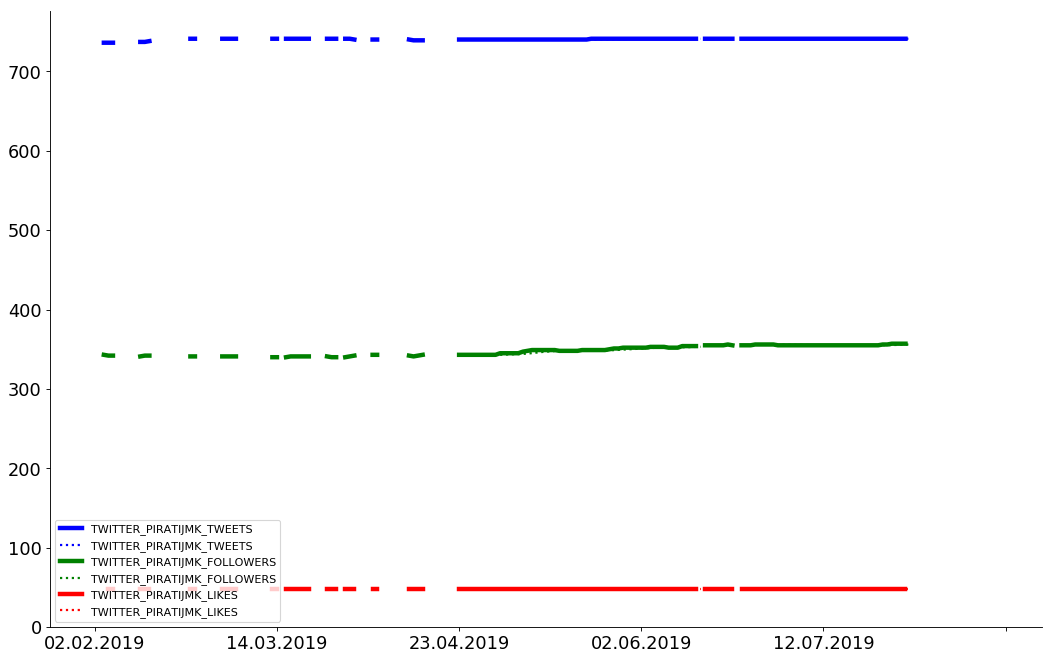 700
600
500
400
300
200
100
0
TWITTER_PIRATIJMK_TWEETS
TWITTER_PIRATIJMK_TWEETS
TWITTER_PIRATIJMK_FOLLOWERS
TWITTER_PIRATIJMK_FOLLOWERS
TWITTER_PIRATIJMK_LIKES
TWITTER_PIRATIJMK_LIKES
02.02.2019 14.03.2019 23.04.2019 02.06.2019 12.07.2019